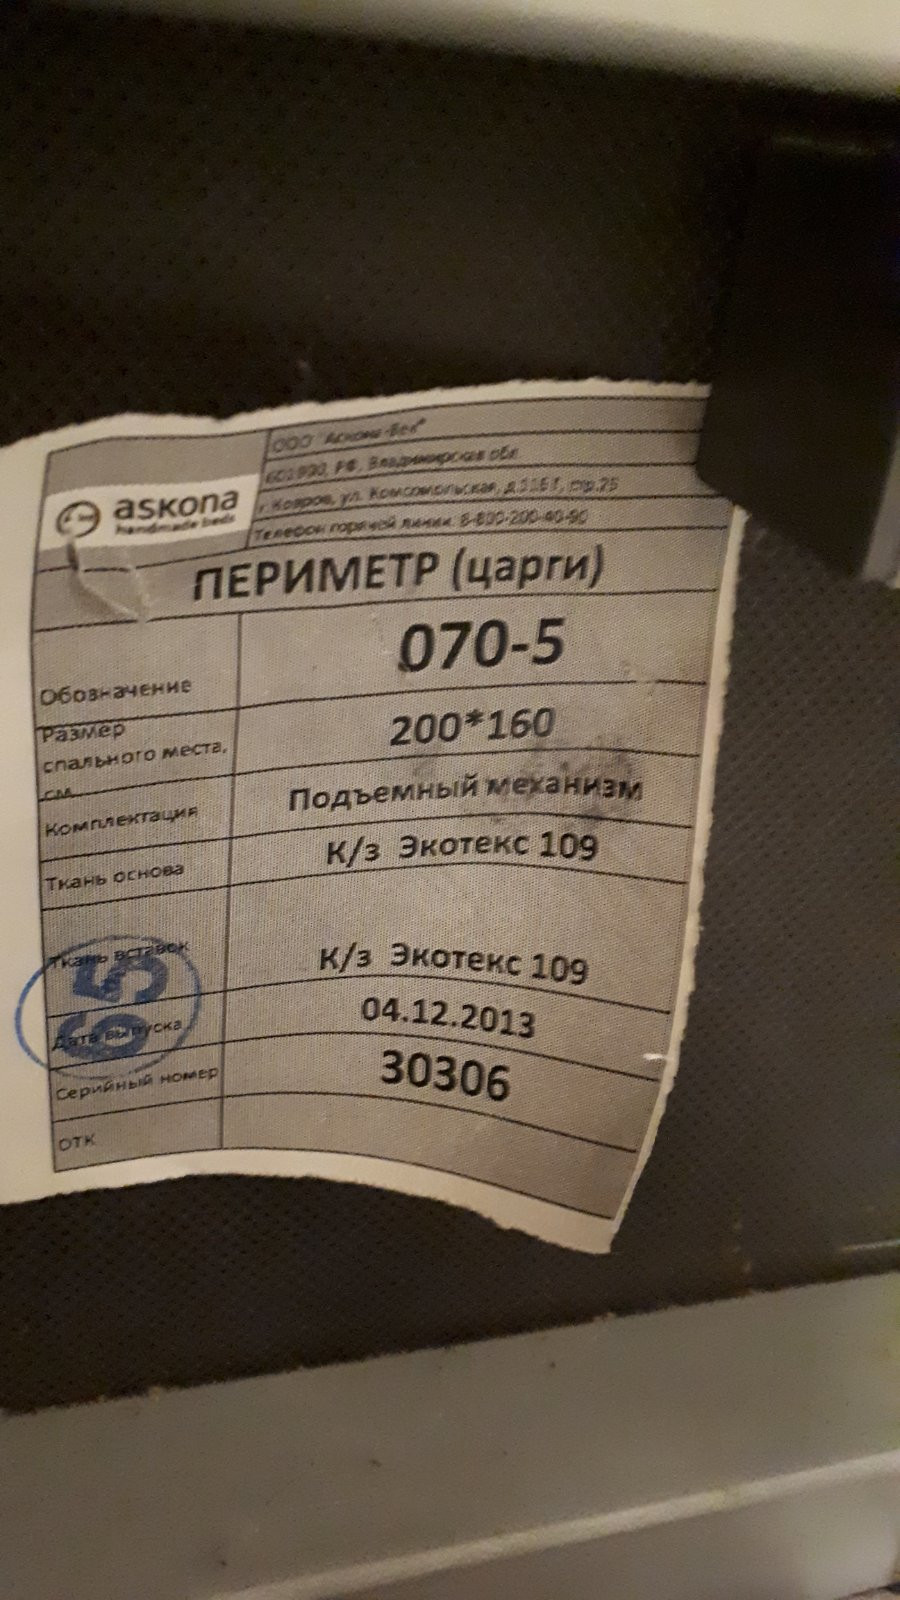 askona
handmade beds
ООО "Аскона-Век"
601900, РФ, Владимирская обл
г. Ковров, ул. Комсомольская, д.116 Г, стр.25
Телефон горячей линии: 8-800-200-40-90
ПЕРИМЕТР (царги)
Обозначение 070-5
Размер спального места, см 200*160
Комплектация Подъемный механизм
Ткань основа К/з Экотекс 109
Ткань вставок К/з Экотекс 109
Дата выпуска 04.12.2013
Серийный номер 30306
ОТК
65